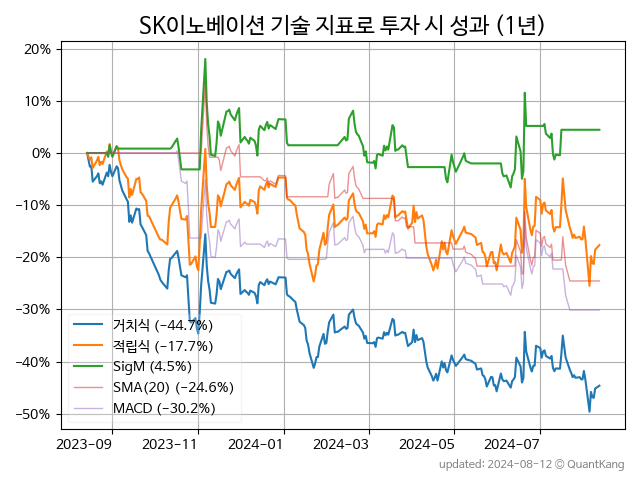 SK이노베이션 기술 지표로 투자 시 성과 (1년)
20%
10%
0%
−10%
−20%
−30%
−40%
−50%
거치식 (−44.7%)
적립식 (−17.7%)
SigM (4.5%)
SMA(20) (−24.6%)
MACD (−30.2%)
2023-09
2023-11
2024-01
2024-03
2024-05
2024-07
updated: 2024-08-12 © QuantKang